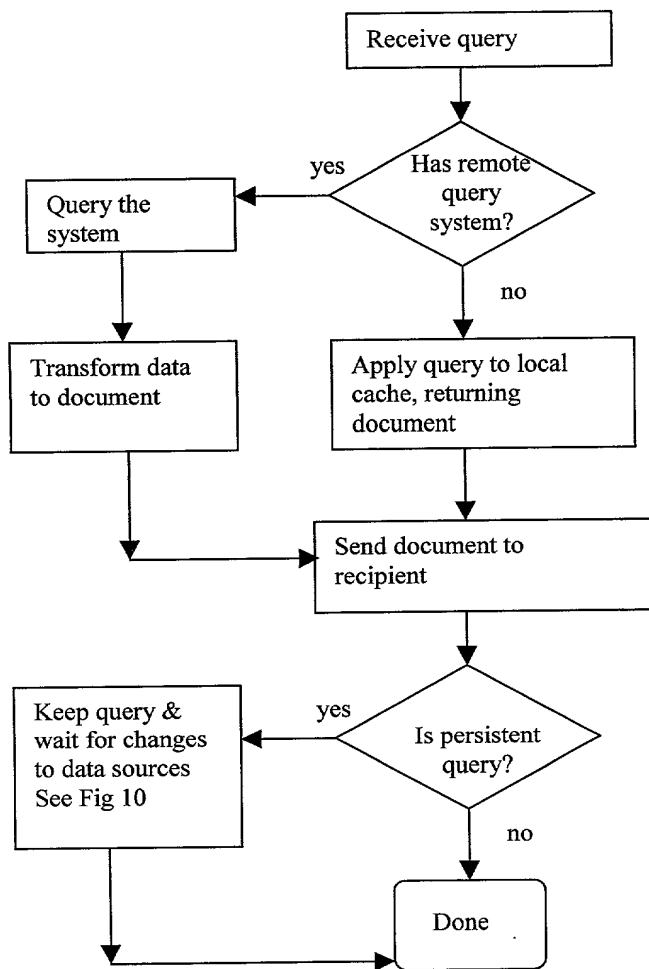 Receive query
yes
Has remote
query
system?
Query the
system
no
Transform data
to document
Apply query to local
cache, returning
document
Send document to
recipient
Keep query &
wait for changes
to data sources
See Fig 10
yes
Is persistent
query?
no
Done